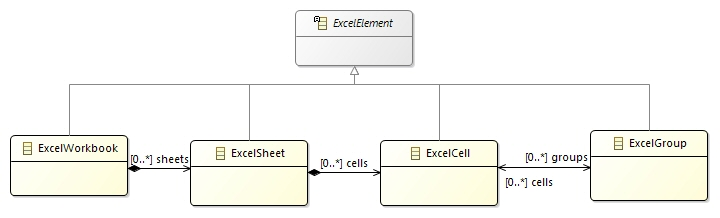 ExcelElement
ExcelWorkbook
[0..*] sheets
ExcelSheet
[0..*] cells
ExcelCell
[0..*] groups
[0..*] cells
ExcelGroup